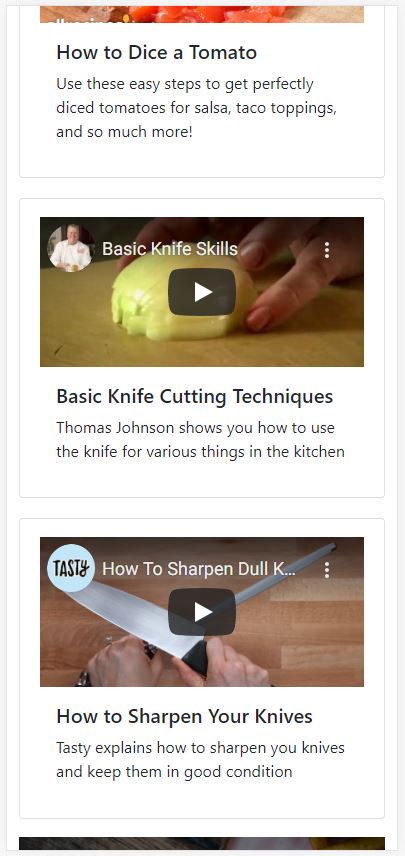 allrecipes
How to Dice a Tomato
Use these easy steps to get perfectly
diced tomatoes for salsa, taco toppings,
and so much more!
Basic Knife Skills
Basic Knife Cutting Techniques
Thomas Johnson shows you how to use
the knife for various things in the kitchen
TASTY
How To Sharpen Dull K...
How to Sharpen Your Knives
Tasty explains how to sharpen you knives
and keep them in good condition